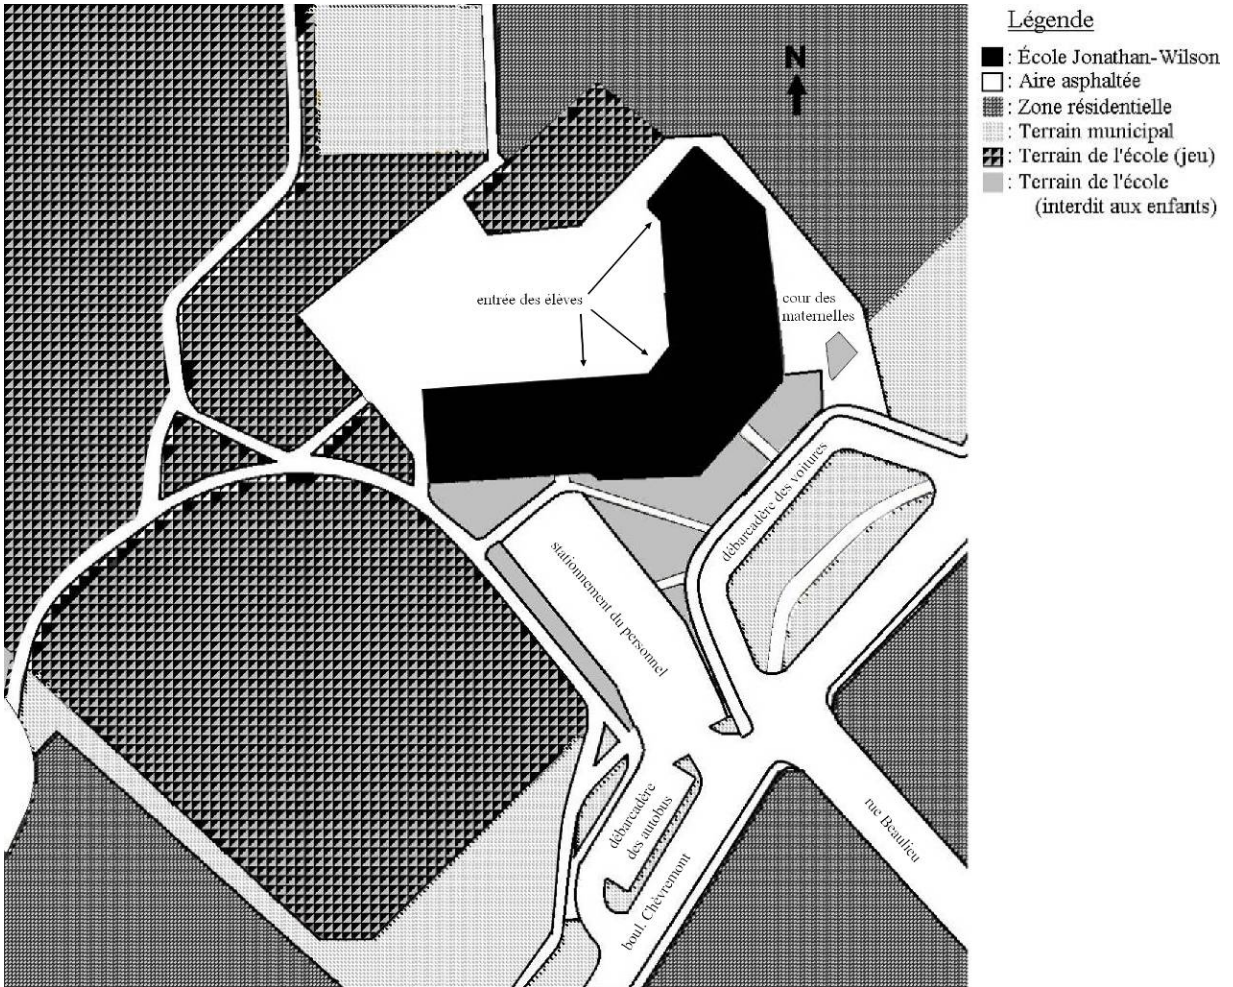 Légende
: École Jonathan-Wilson
: Aire asphaltée
: Zone résidentielle
: Terrain municipal
: Terrain de l'école (jeu)
: Terrain de l'école
(interdit aux enfants)
N
entrée des élèves
cour des
maternelles
débarcadère des voitures
stationnement du personnel
débarcadère
des autobus
boul. Chèvremont
rue Beaulieu